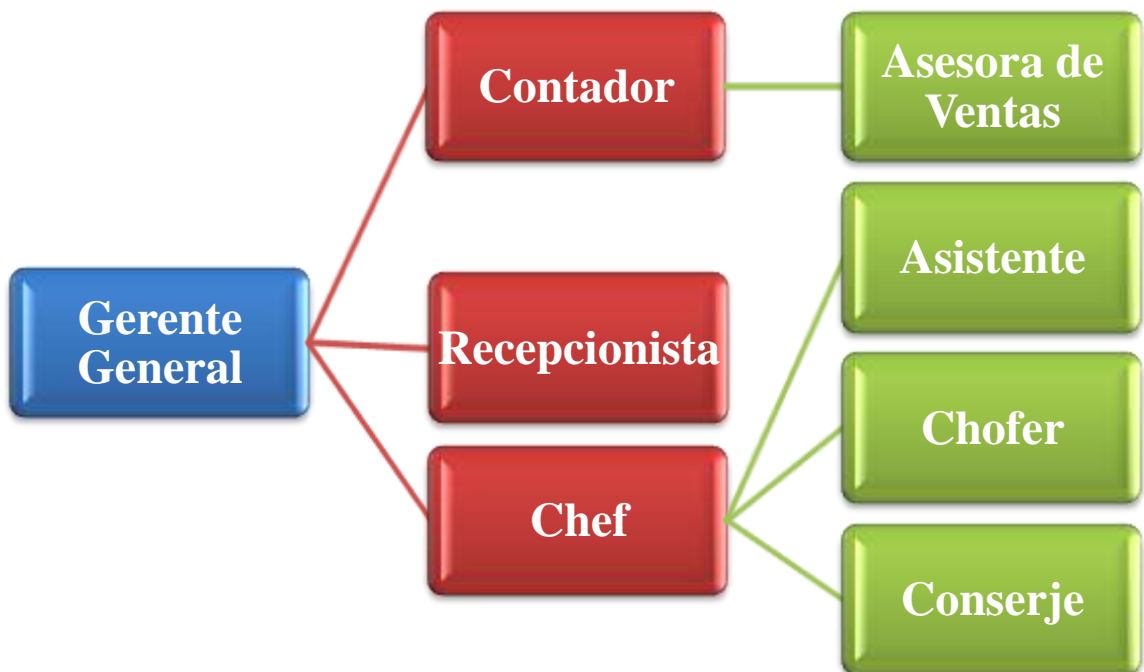 Contador
Asesora de
Ventas
Asistente
Gerente
General
Recepcionista
Chofer
Chef
Conserje